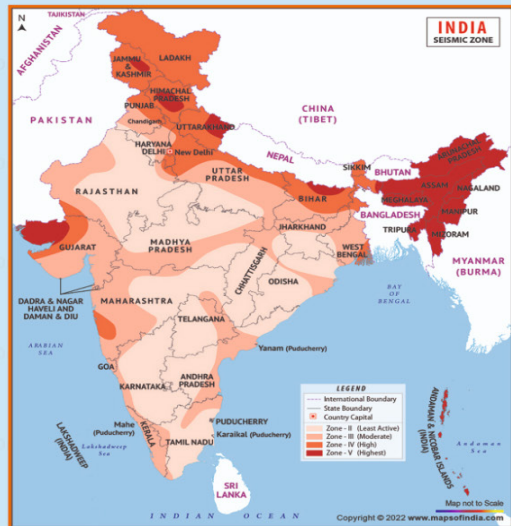 N
TAJIKISTAN
AFGHANISTAN
INDIA
SEISMIC ZONE
LADAKH
JAMMU
&
KASHMIR
HIMACHAL
PRADESH
PUNJAB
Chandigarh
UTTARAKHAND
PAKISTAN
CHINA
(TIBET)
HARYANA
DELHI
New Delhi
NEPAL
ARUNACHAL
PRADESH
SIKKIM
BHUTAN
UTTAR
PRADESH
ASSAM
NAGALAND
RAJASTHAN
BIHAR
MEGHALAYA
MANIPUR
BANGLADESH
JHARKHAND
TRIPURA
MIZORAM
GUJARAT
MADHYA
PRADESH
WEST
BENGAL
MYANMAR
(BURMA)
CHHATTISGARH
DADRA & NAGAR
HAVELI AND
DAMAN & DIU
ODISHA
BAY
OF
BENGAL
MAHARASHTRA
TELANGANA
ARABIAN
SEA
Yanam (Puducherry)
GOA
ANDHRA
PRADESH
KARNATAKA
LEGEND
International Boundary
State Boundary
Country Capital
Zone - II (Least Active)
Zone - III (Moderate)
Zone - IV (High)
Zone - V (Highest)
ANDAMAN & NICOBAR ISLANDS
(INDIA)
Andaman
Sea
LAKSHADWEEP
(INDIA)
Lakshadweep
Sea
Mahe
(Puducherry)
PUDUCHERRY
Karaikal (Puducherry)
KERALA
TAMIL NADU
SRI
LANKA
INDIAN OCEAN
Map not to Scale
Copyright © 2022 www.mapsofindia.com